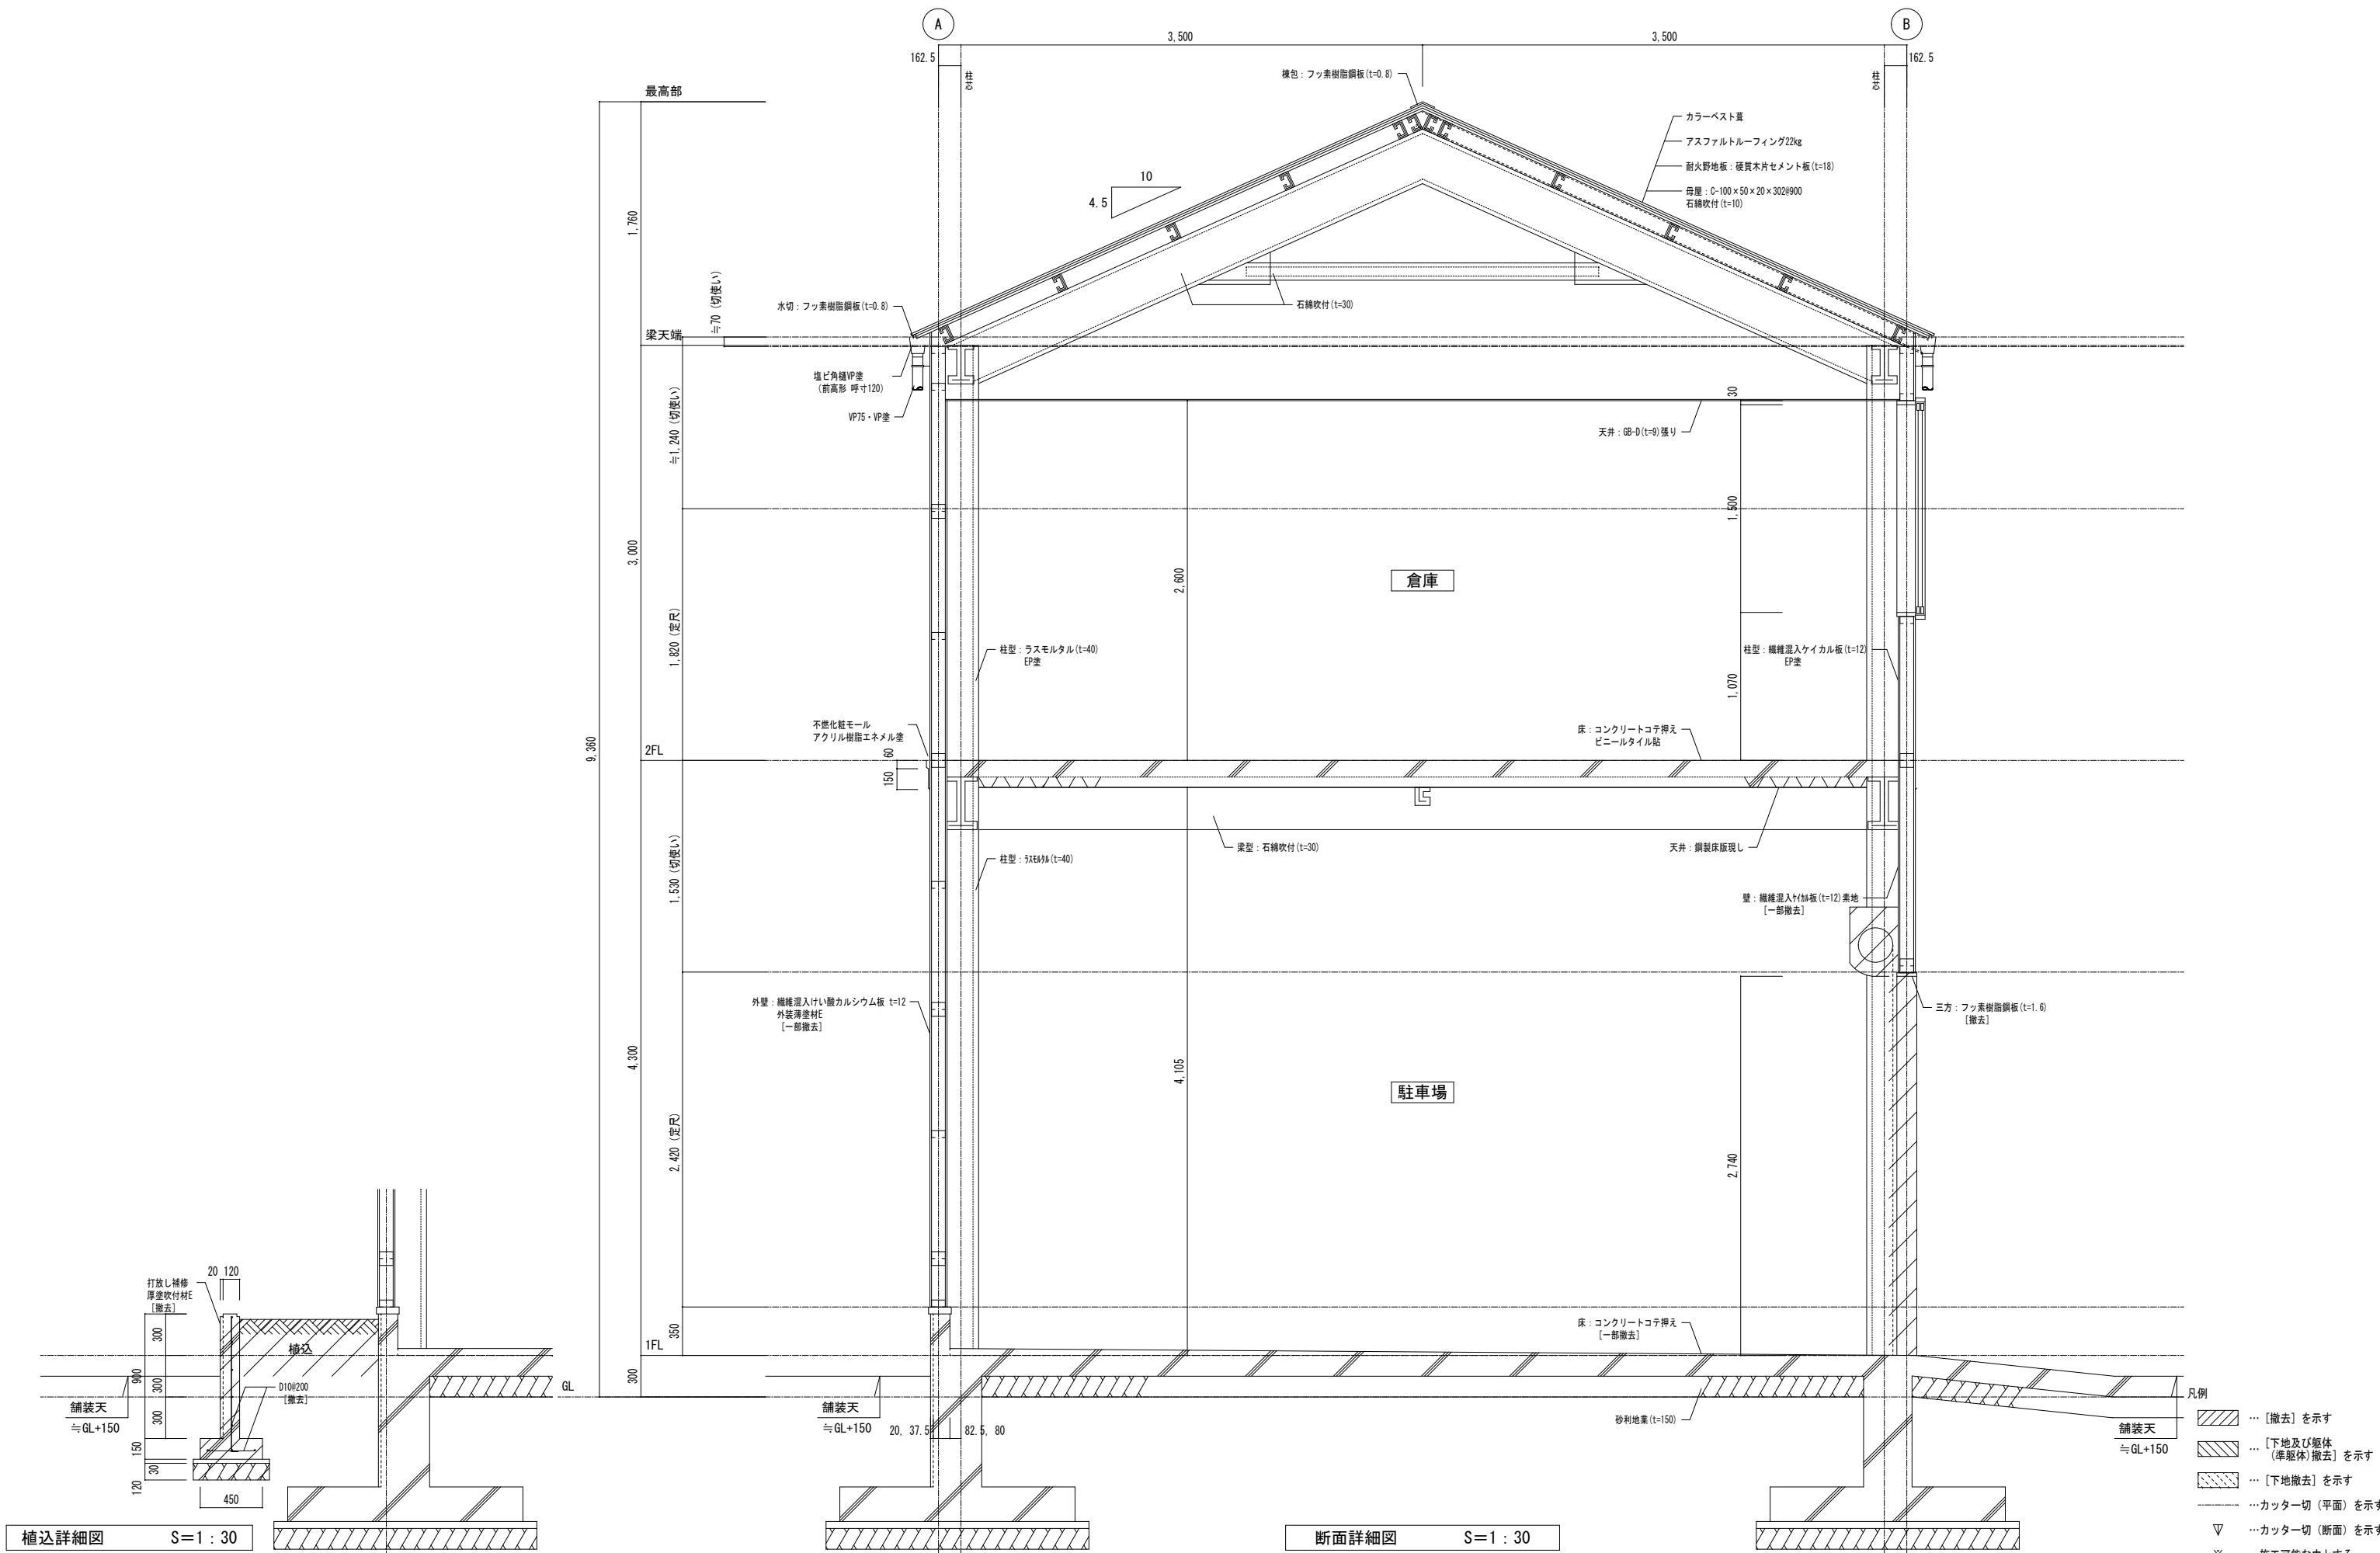 A
B
3,500
3,500
162.5
162.5
柱芯
柱芯
棟包：フッ素樹脂鋼板(t=0.8)
最高部
カラーベスト葺
アスファルトルーフィング22kg
耐火野地板：硬質木片セメント板(t=18)
母屋：C-100×50×20×302@900
石綿吹付(t=10)
10
4.5
1,760
≒70 (切使い)
水切：フッ素樹脂鋼板(t=0.8)
石綿吹付(t=30)
梁天端
塩ビ角樋VP塗
(前高形 呼寸120)
VP75・VP塗
≒1,240 (切使い)
30
天井：GB-D(t=9)張り
1,500
3,000
2,600
倉庫
1,820 (定尺)
柱型：ラスモルタル(t=40)
EP塗
柱型：繊維混入ケイカル板(t=12)
EP塗
1,070
不燃化粧モール
アクリル樹脂エネメル塗
床：コンクリートコテ押え
ビニールタイル貼
9,360
2FL
60
150
1,530 (切使い)
梁型：石綿吹付(t=30)
天井：鋼製床版現し
柱型：ﾗｽﾓﾙﾀﾙ(t=40)
壁：繊維混入ｹｲｶﾙ板(t=12)素地
[一部撤去]
外壁：繊維混入けい酸カルシウム板 t=12
外装薄塗材E
[一部撤去]
三方：フッ素樹脂鋼板(t=1.6)
[撤去]
4,300
4,105
駐車場
2,420 (定尺)
2,740
20 120
打放し補修
厚塗吹付材E
[撤去]
300
植込
350
床：コンクリートコテ押え
[一部撤去]
1FL
900
300
D10@200
[撤去]
300
GL
舗装天
≒GL+150
300
舗装天
≒GL+150
20, 37.5
82.5, 80
砂利地業(t=150)
舗装天
≒GL+150
150
30
120
450
凡例
… [撤去] を示す
… [下地及び躯体
(準躯体)撤去] を示す
… [下地撤去] を示す
…カッター切 (平面) を示す
…カッター切 (断面) を示す
植込詳細図 S＝1：30
断面詳細図 S＝1：30